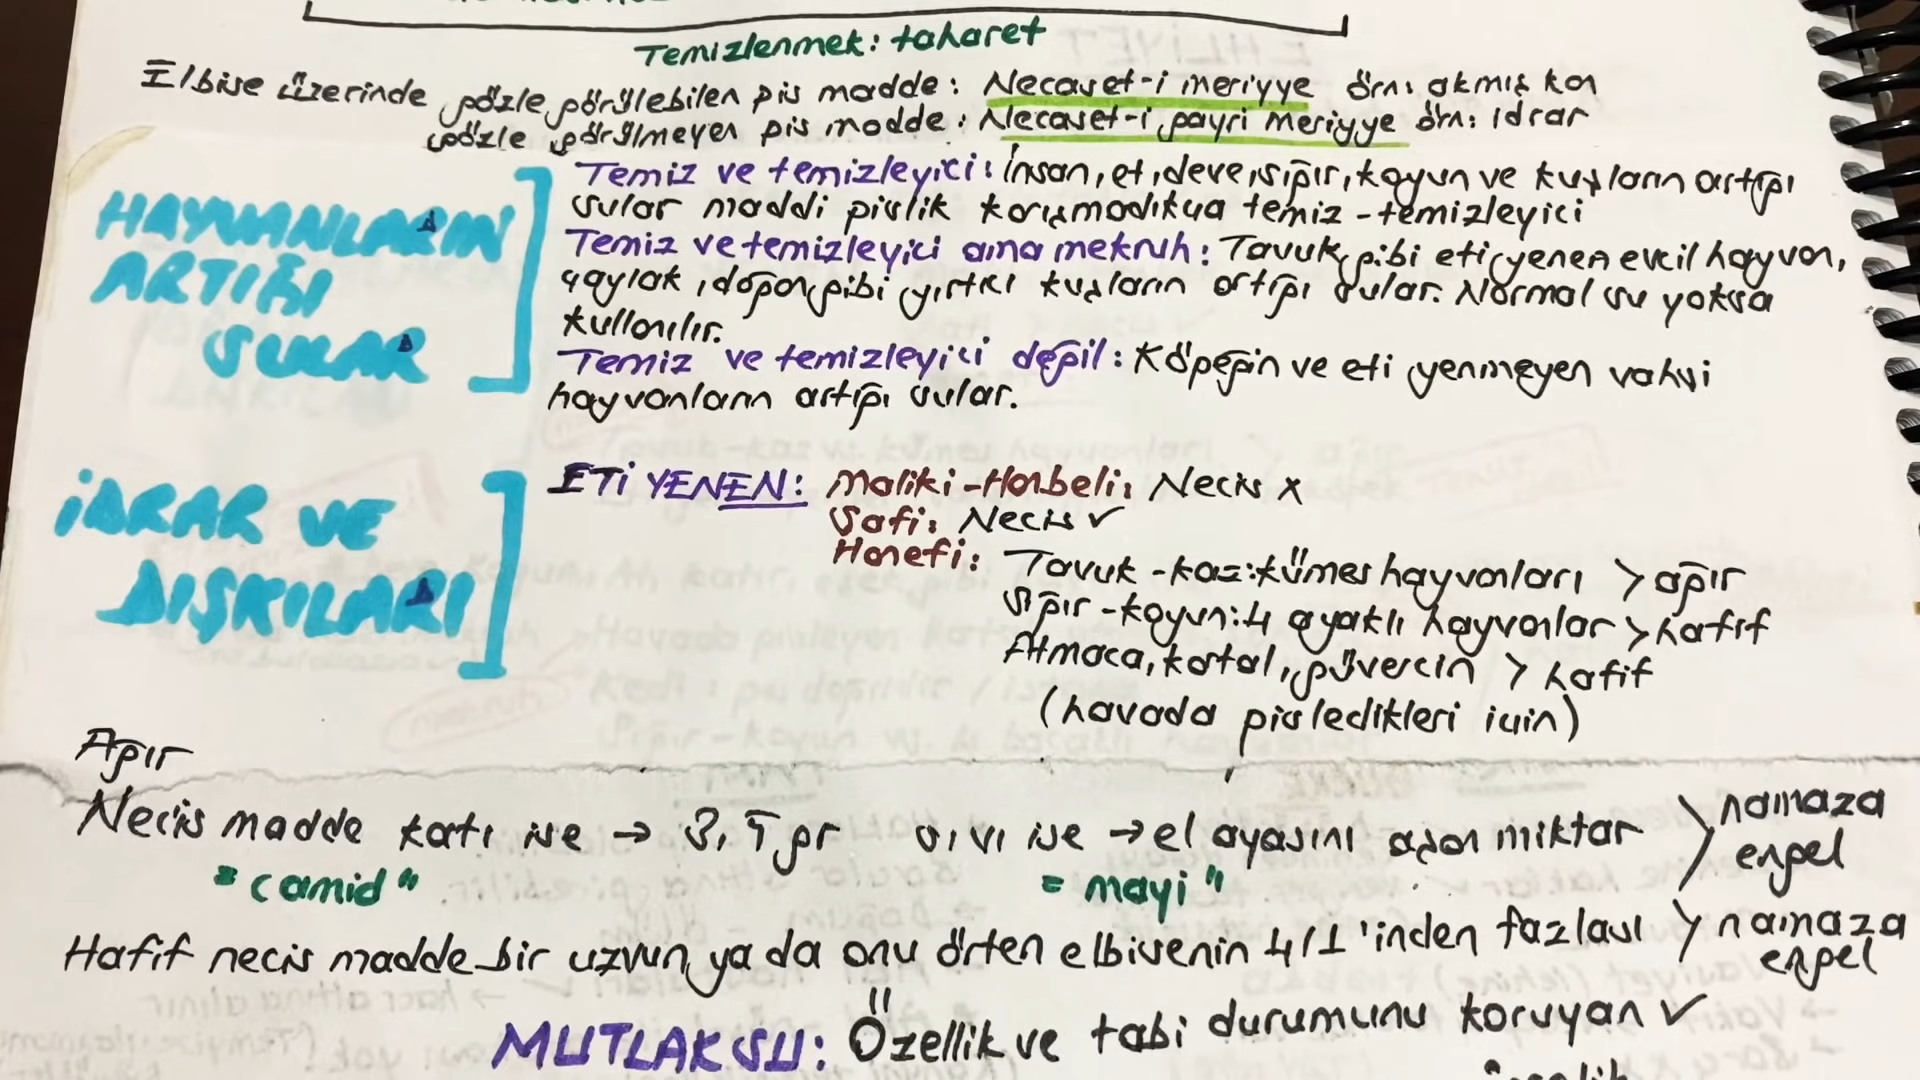 Temizlenmek: taharet
Elbise üzerinde gözle görülebilen pis madde: Necaset-i meriyye örn: akmış kan
gözle görülmeyen pis madde: Necaset-i gayri meriyye örn: idrar
HAYVANLARIN ARTIĞI SULAR
Temiz ve temizleyici: İnsan, et, deve, sığır, koyun ve kuşların artığı
sular maddi pislik karışmadıkça temiz - temizleyici
Temiz ve temizleyici ama mekruh: Tavuk gibi eti yenen evcil hayvan,
çaylak, doğan gibi yırtıcı kuşların artığı sular. Normal su yoksa
kullanılır.
Temiz ve temizleyici değil: Köpeğin ve eti yenmeyen vahşi
hayvanların artığı sular.
İDRAR VE DIŞKILARI
ETİ YENEN: Maliki-Hanbeli: Necis x
Şafi: Necis ✓
Hanefi: Tavuk - kaz: kümes hayvanları > ağır
Sığır - koyun: 4 ayaklı hayvanlar > hafif
Atmaca, kartal, güvercin > hafif
(havada pisledikleri için)
Ağır
Necis madde katı ise → 3,5 gr sıvı ise → el ayasını aşan miktar > namaza engel
"camid" = mayi"
Hafif necis madde bir uzvun ya da onu örten elbisenin 4/1'inden fazlası > namaza engel
MUTLAK SU: Özellik ve tabi durumunu koruyan ✓